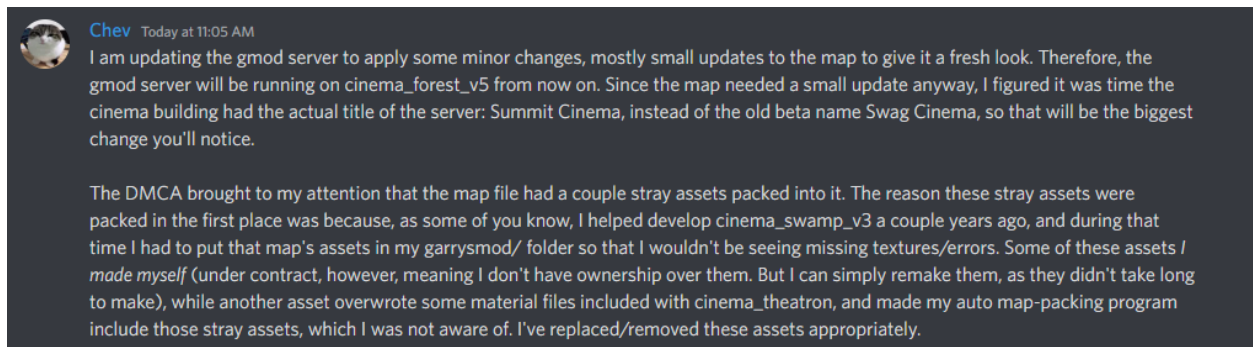 Chev Today at 11:05 AM
I am updating the gmod server to apply some minor changes, mostly small updates to the map to give it a fresh look. Therefore, the
gmod server will be running on cinema_forest_v5 from now on. Since the map needed a small update anyway, I figured it was time the
cinema building had the actual title of the server: Summit Cinema, instead of the old beta name Swag Cinema, so that will be the biggest
change you'll notice.
The DMCA brought to my attention that the map file had a couple stray assets packed into it. The reason these stray assets were
packed in the first place was because, as some of you know, I helped develop cinema_swamp_v3 a couple years ago, and during that
time I had to put that map's assets in my garrysmod/ folder so that I wouldn't be seeing missing textures/errors. Some of these assets I
made myself (under contract, however, meaning I don't have ownership over them. But I can simply remake them, as they didn't take long
to make), while another asset overwrote some material files included with cinema_theatron, and made my auto map-packing program
include those stray assets, which I was not aware of. I've replaced/removed these assets appropriately.